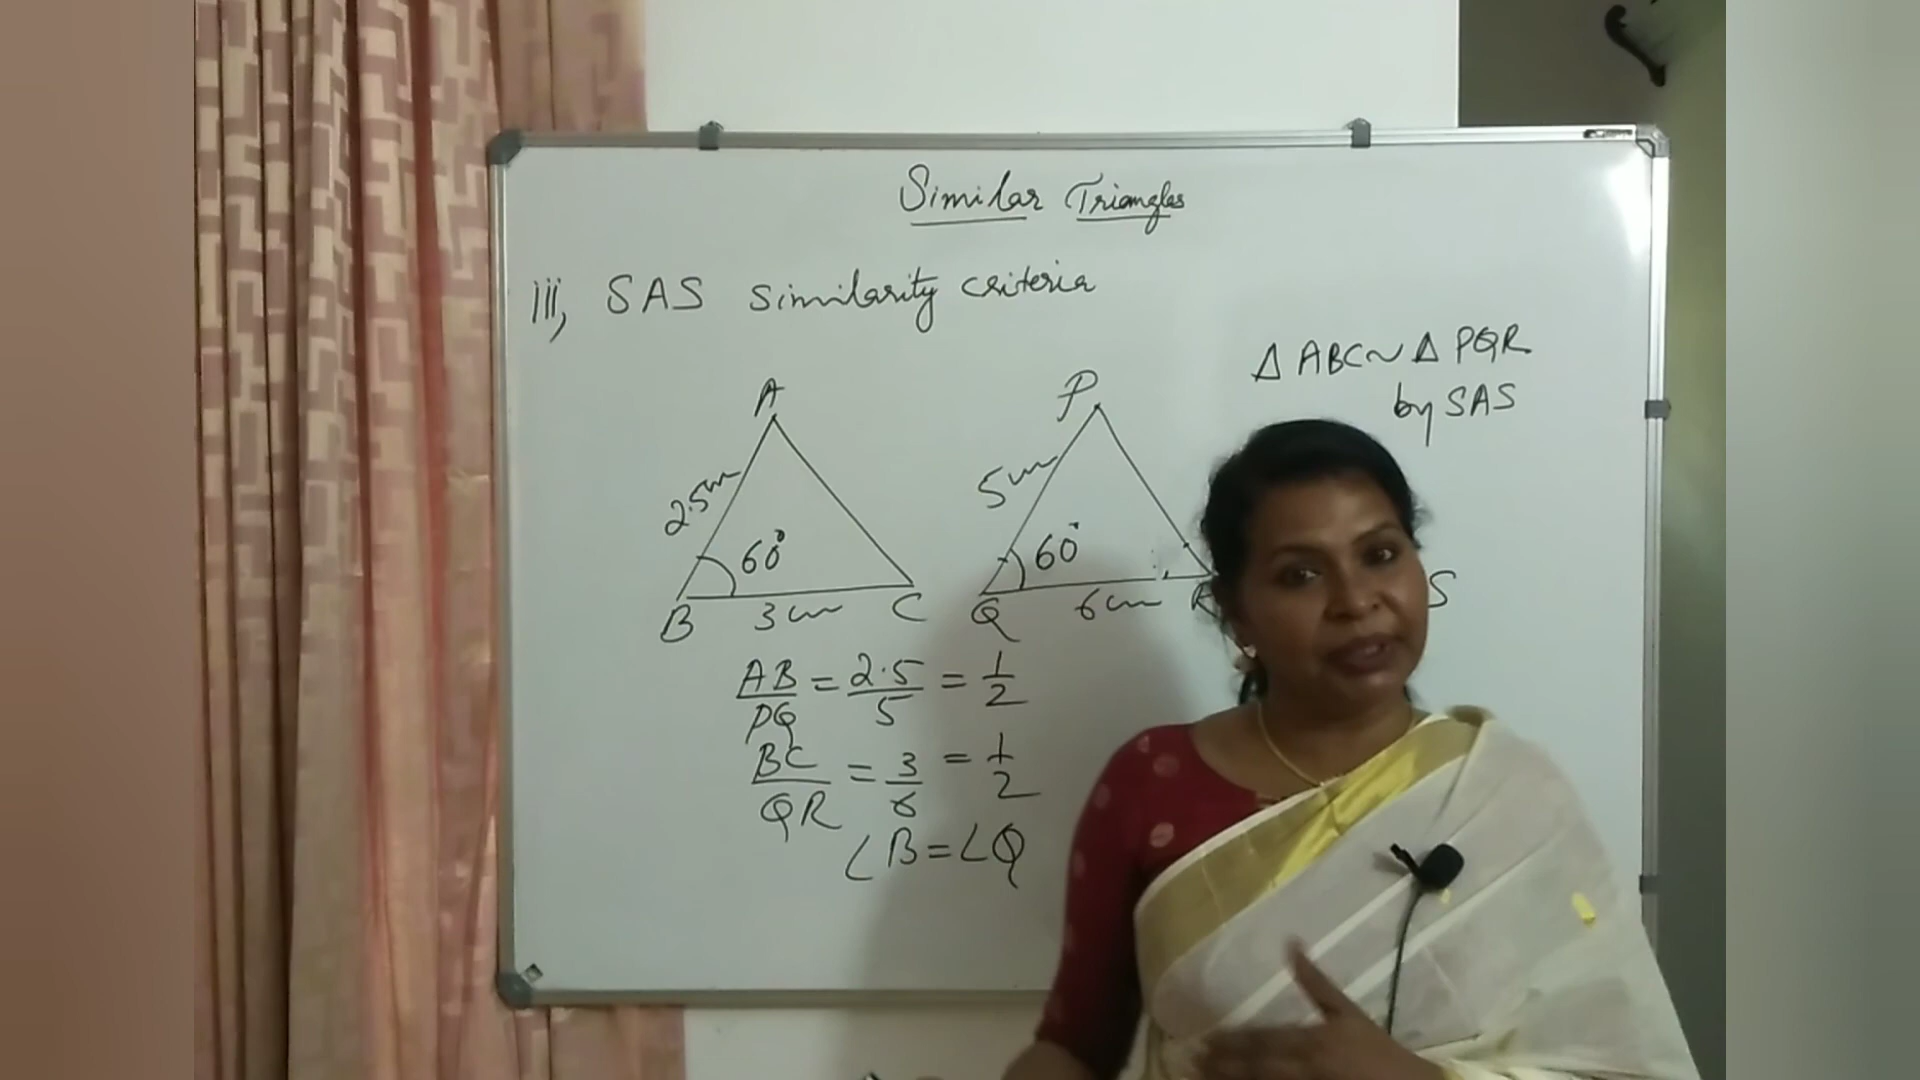 Similar Triangles
iii, SAS similarity criteria
Δ ABC ~ Δ PQR
by SAS
A
P
2.5cm
5cm
60°
60°
B
3cm
C
Q
6cm
R
S
AB/PQ = 2.5/5 = 1/2
BC/QR = 3/6 = 1/2
∠B = ∠Q